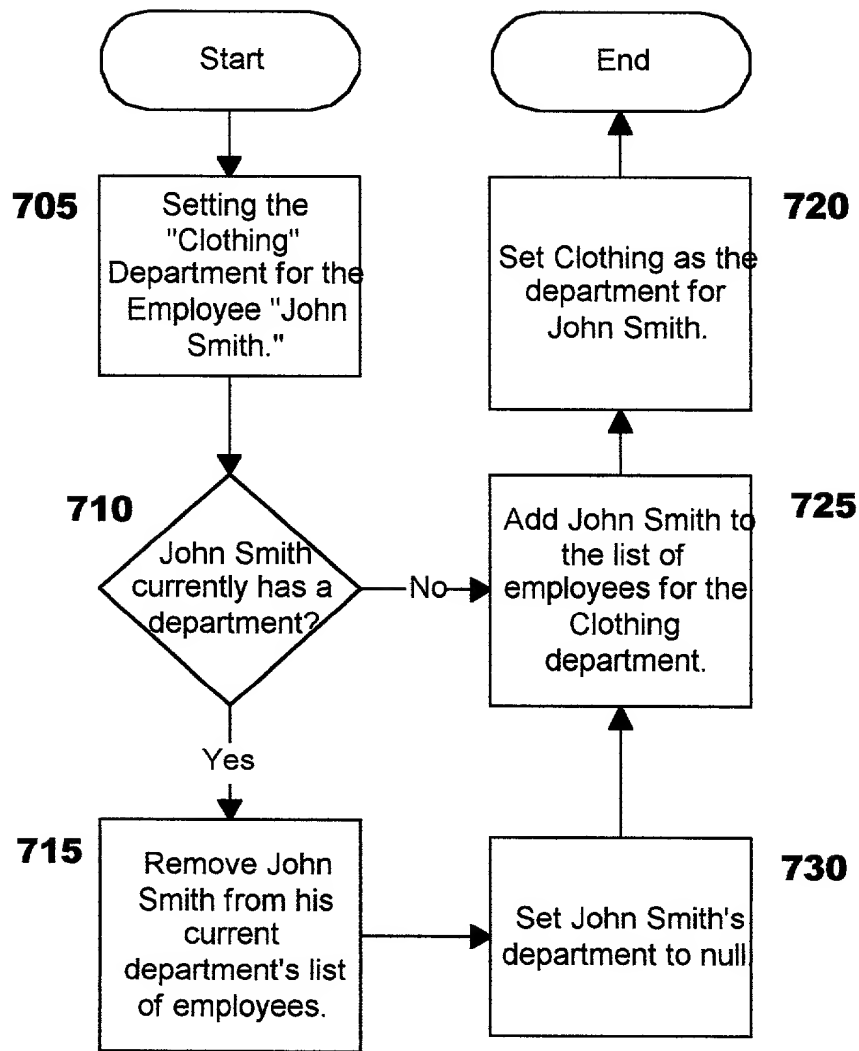 Start
End
705
Setting the
"Clothing"
Department for the
Employee "John
Smith."
720
Set Clothing as the
department for
John Smith.
710
John Smith
currently has a
department?
No
725
Add John Smith to
the list of
employees for the
Clothing
department.
Yes
715
Remove John
Smith from his
current
department's list
of employees.
730
Set John Smith's
department to null